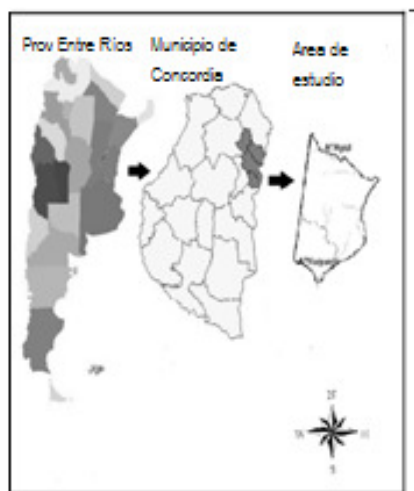 Prov Entre Ríos
Municipio de
Concordia
Area de
estudio